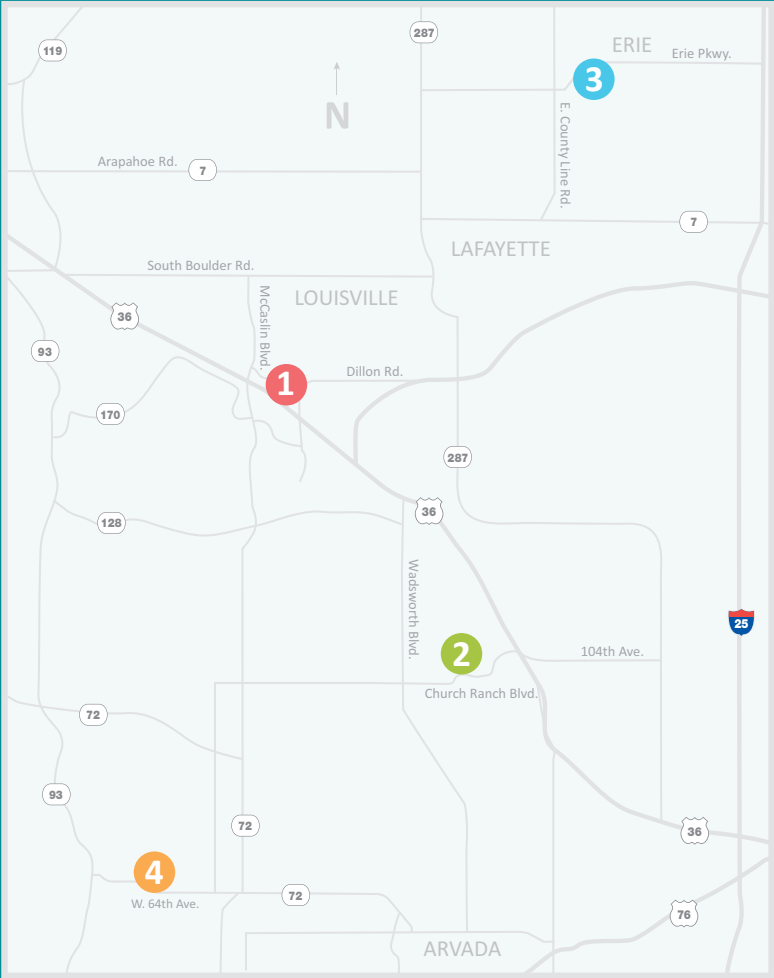 287
119
ERIE
Erie Pkwy.
3
N
E. County Line Rd.
Arapahoe Rd.
7
7
LAFAYETTE
South Boulder Rd.
McCaslin Blvd.
LOUISVILLE
36
93
Dillon Rd.
1
170
287
36
128
Wadsworth Blvd.
25
2
104th Ave.
Church Ranch Blvd.
72
93
72
36
4
W. 64th Ave.
72
76
ARVADA